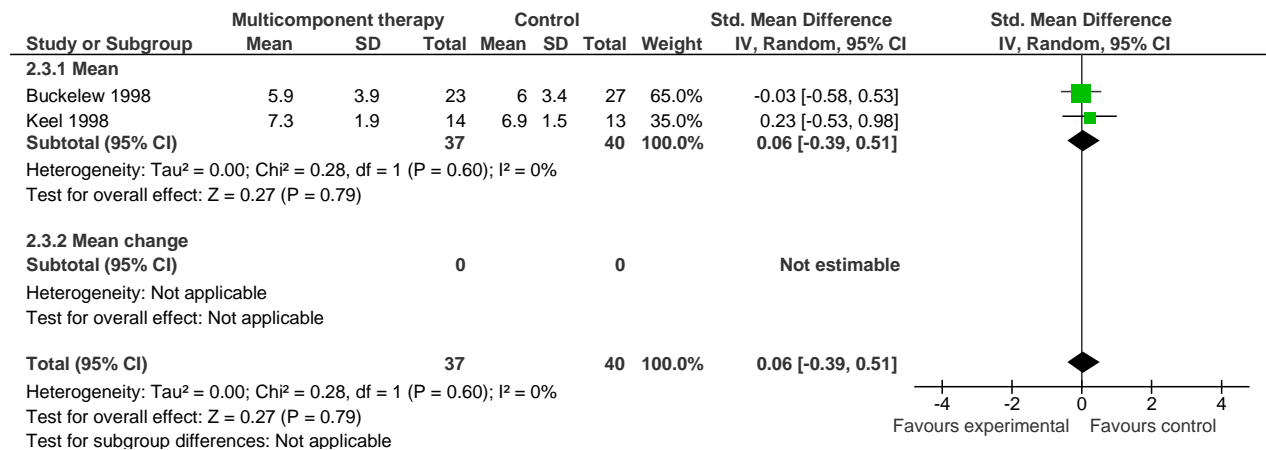 Multicomponent therapy Control Std. Mean Difference Std. Mean Difference
Study or Subgroup Mean SD Total Mean SD Total Weight IV, Random, 95% CI IV, Random, 95% CI
2.3.1 Mean
Buckelew 1998 5.9 3.9 23 6 3.4 27 65.0% -0.03 [-0.58, 0.53]
Keel 1998 7.3 1.9 14 6.9 1.5 13 35.0% 0.23 [-0.53, 0.98]
Subtotal (95% CI) 37 40 100.0% 0.06 [-0.39, 0.51]
Heterogeneity: Tau² = 0.00; Chi² = 0.28, df = 1 (P = 0.60); I² = 0%
Test for overall effect: Z = 0.27 (P = 0.79)
2.3.2 Mean change
Subtotal (95% CI) 0 0 Not estimable
Heterogeneity: Not applicable
Test for overall effect: Not applicable
Total (95% CI) 37 40 100.0% 0.06 [-0.39, 0.51]
Heterogeneity: Tau² = 0.00; Chi² = 0.28, df = 1 (P = 0.60); I² = 0%
Test for overall effect: Z = 0.27 (P = 0.79)
Test for subgroup differences: Not applicable
-4 -2 0 2 4
Favours experimental Favours control